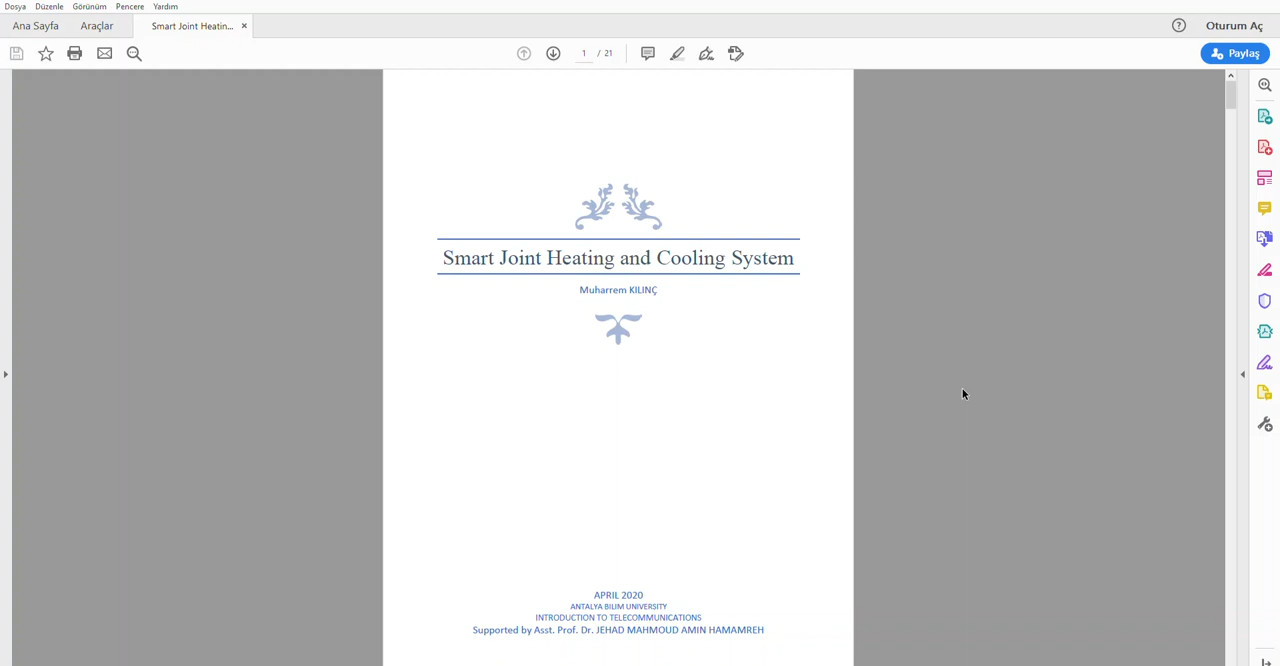 Dosya Düzenle Görünüm Pencere Yardım
Ana Sayfa Araçlar Smart Joint Heatin... × ? Oturum Aç
1 / 21 Paylaş
Smart Joint Heating and Cooling System
Muharrem KILINÇ
APRIL 2020
ANTALYA BILIM UNIVERSITY
INTRODUCTION TO TELECOMMUNICATIONS
Supported by Asst. Prof. Dr. JEHAD MAHMOUD AMIN HAMAMREH